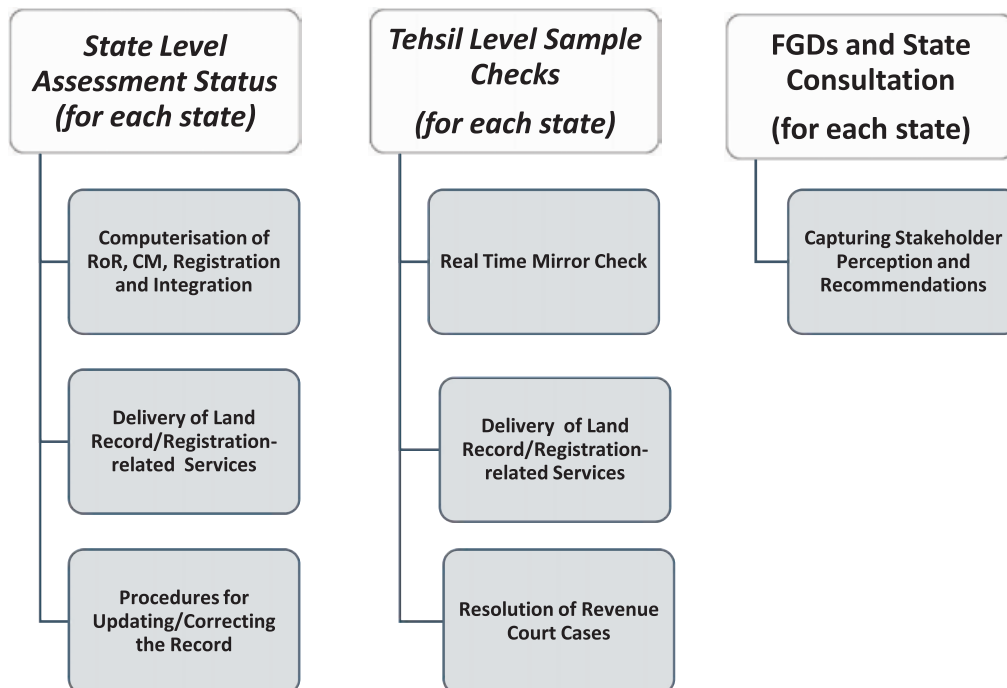 State Level
Assessment Status
(for each state)
Computerisation of
RoR, CM, Registration
and Integration
Delivery of Land
Record/Registration-
related Services
Procedures for
Updating/Correcting
the Record
Tehsil Level Sample
Checks
(for each state)
Real Time Mirror Check
Delivery of Land
Record/Registration-
related Services
Resolution of Revenue
Court Cases
FGDs and State
Consultation
(for each state)
Capturing Stakeholder
Perception and
Recommendations